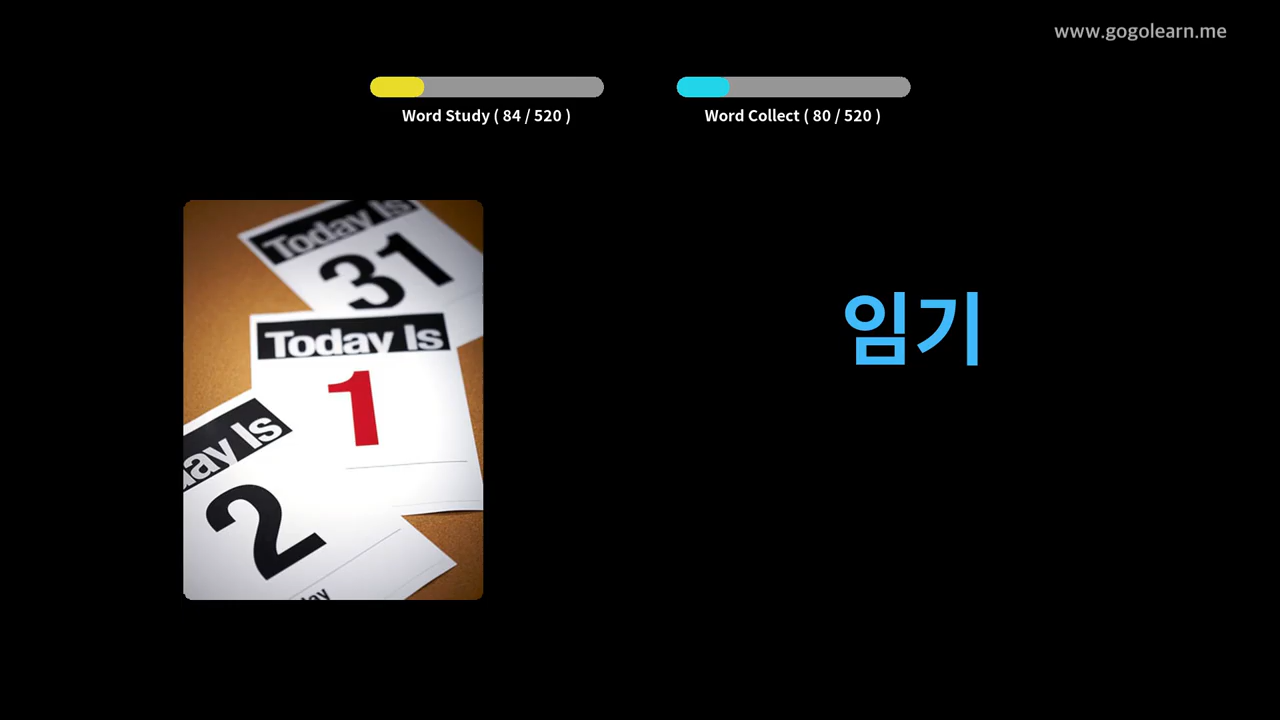 www.gogolearn.me
Word Study ( 84 / 520 )
Word Collect ( 80 / 520 )
Today Is
31
Today Is
1
임기
ay Is
2
ay